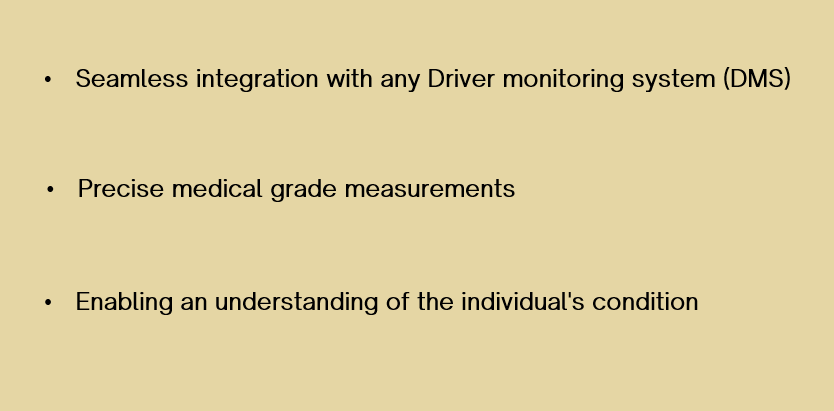 • Seamless integration with any Driver monitoring system (DMS)
• Precise medical grade measurements
• Enabling an understanding of the individual's condition